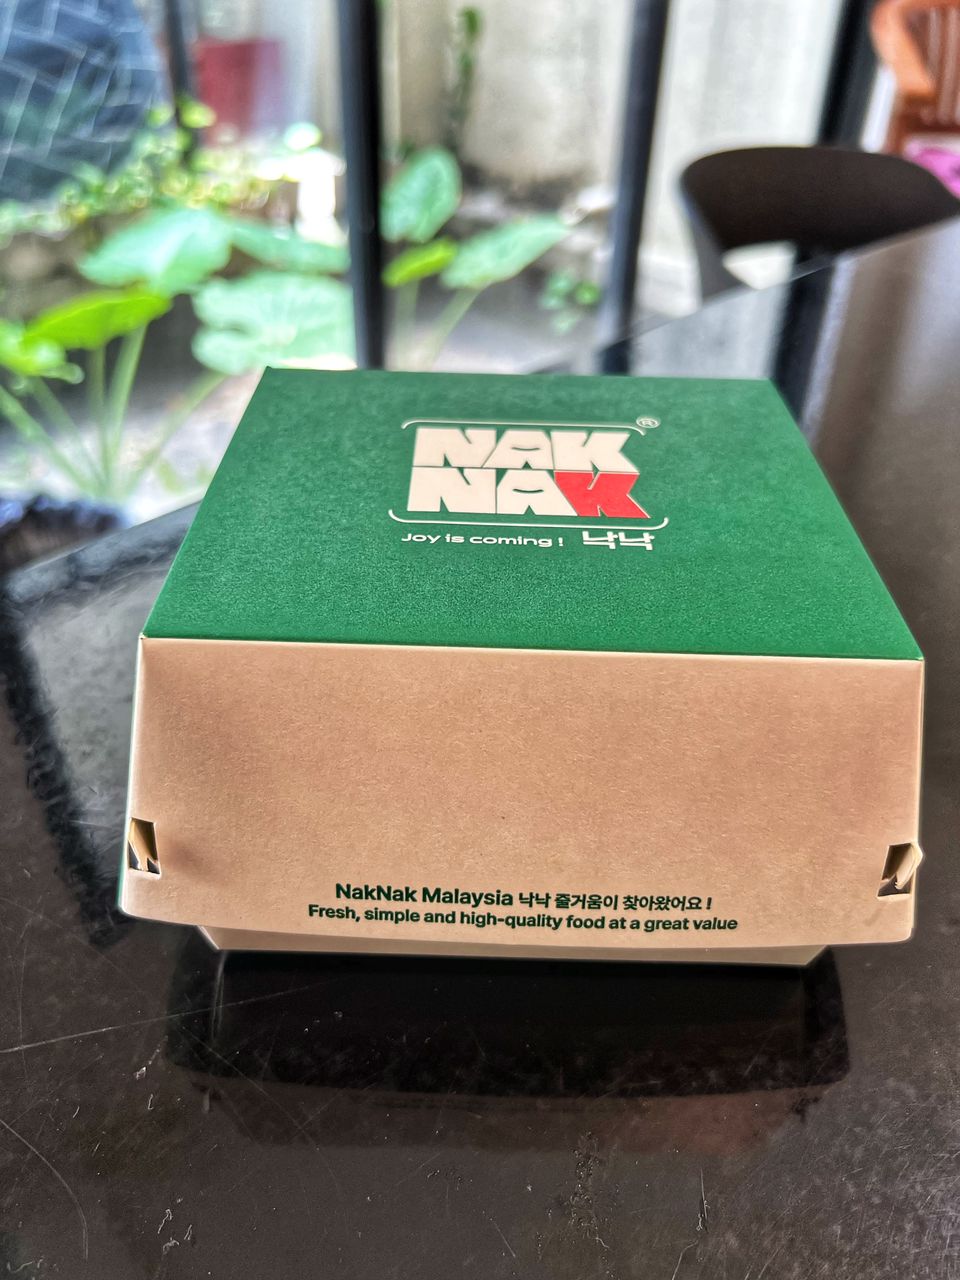 NAK
®
NAK
Joy is coming ! 낙낙
NakNak Malaysia 낙낙 줄거움이 찾아왔어요 !
Fresh, simple and high-quality food at a great value